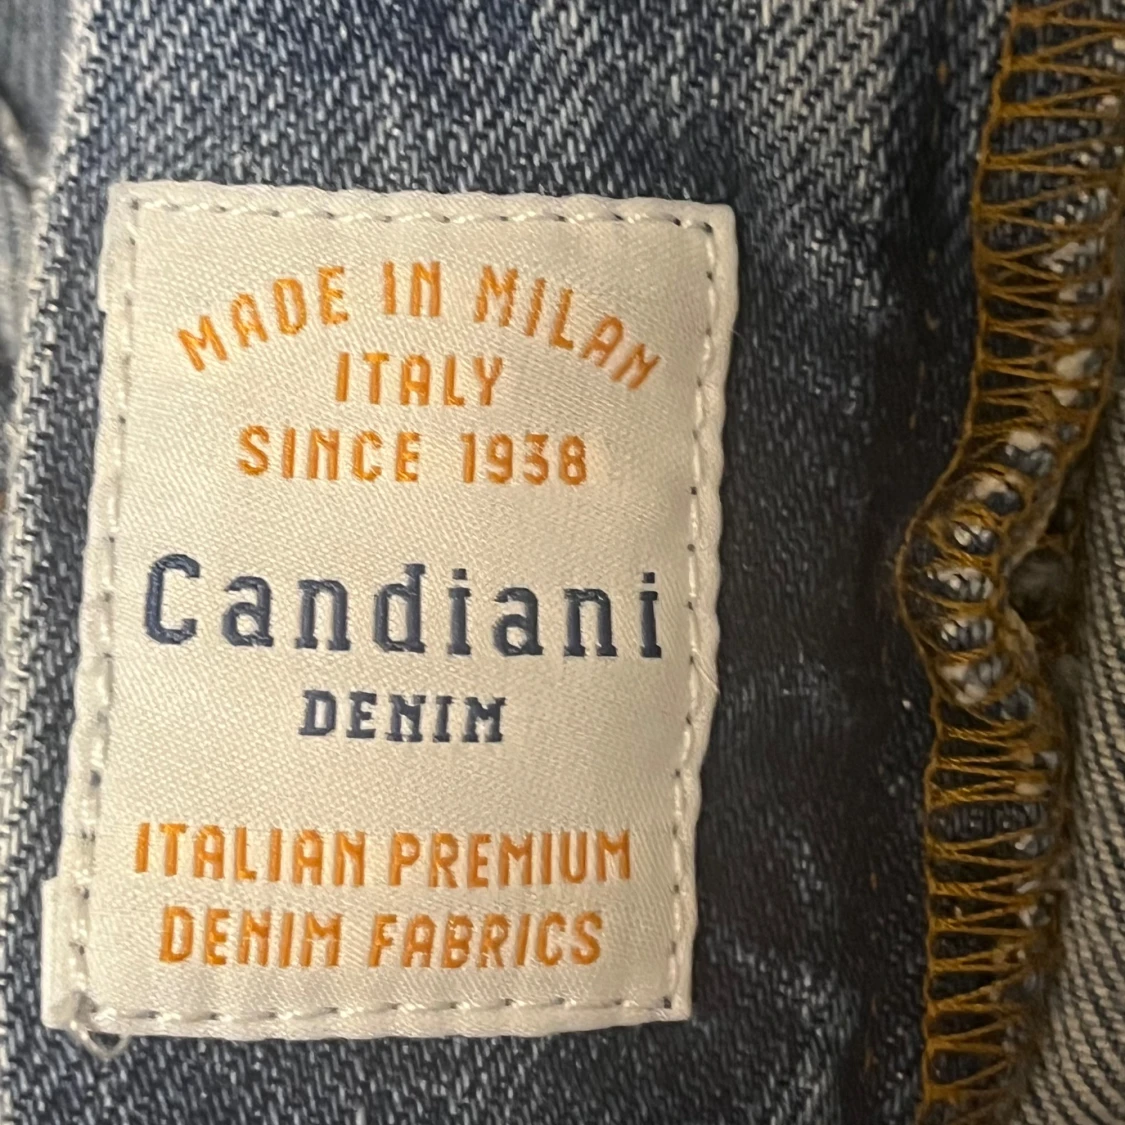 MADE IN MILAN
ITALY
SINCE 1938
Candiani
DENIM
ITALIAN PREMIUM
DENIM FABRICS